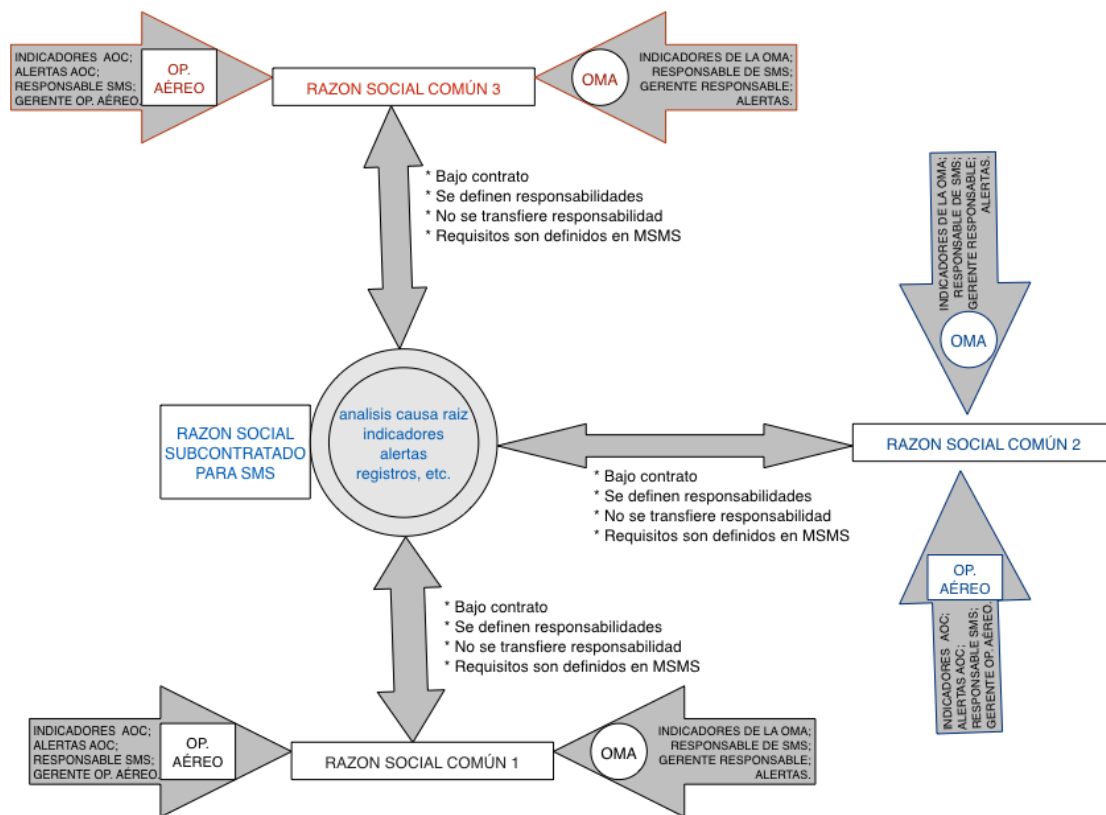 INDICADORES AOC;
ALERTAS AOC;
RESPONSABLE SMS;
GERENTE OP. AÉREO.
OP.
AÉREO
RAZON SOCIAL COMÚN 3
OMA
INDICADORES DE LA OMA;
RESPONSABLE DE SMS;
GERENTE RESPONSABLE;
ALERTAS.
* Bajo contrato
* Se definen responsabilidades
* No se transfiere responsabilidad
* Requisitos son definidos en MSMS
INDICADORES DE LA OMA;
RESPONSABLE DE SMS;
GERENTE RESPONSABLE;
ALERTAS.
OMA
RAZON SOCIAL
SUBCONTRATADO
PARA SMS
analisis causa raiz
indicadores
alertas
registros, etc.
RAZON SOCIAL COMÚN 2
* Bajo contrato
* Se definen responsabilidades
* No se transfiere responsabilidad
* Requisitos son definidos en MSMS
OP.
AÉREO
INDICADORES AOC;
ALERTAS AOC;
RESPONSABLE SMS;
GERENTE OP. AÉREO.
* Bajo contrato
* Se definen responsabilidades
* No se transfiere responsabilidad
* Requisitos son definidos en MSMS
INDICADORES AOC;
ALERTAS AOC;
RESPONSABLE SMS;
GERENTE OP. AÉREO.
OP.
AÉREO
RAZON SOCIAL COMÚN 1
OMA
INDICADORES DE LA OMA;
RESPONSABLE DE SMS;
GERENTE RESPONSABLE;
ALERTAS.